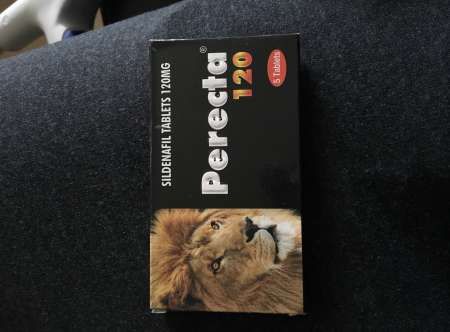 SILDENAFIL TABLETS 120MG
Perecta®
120
5 Tablets